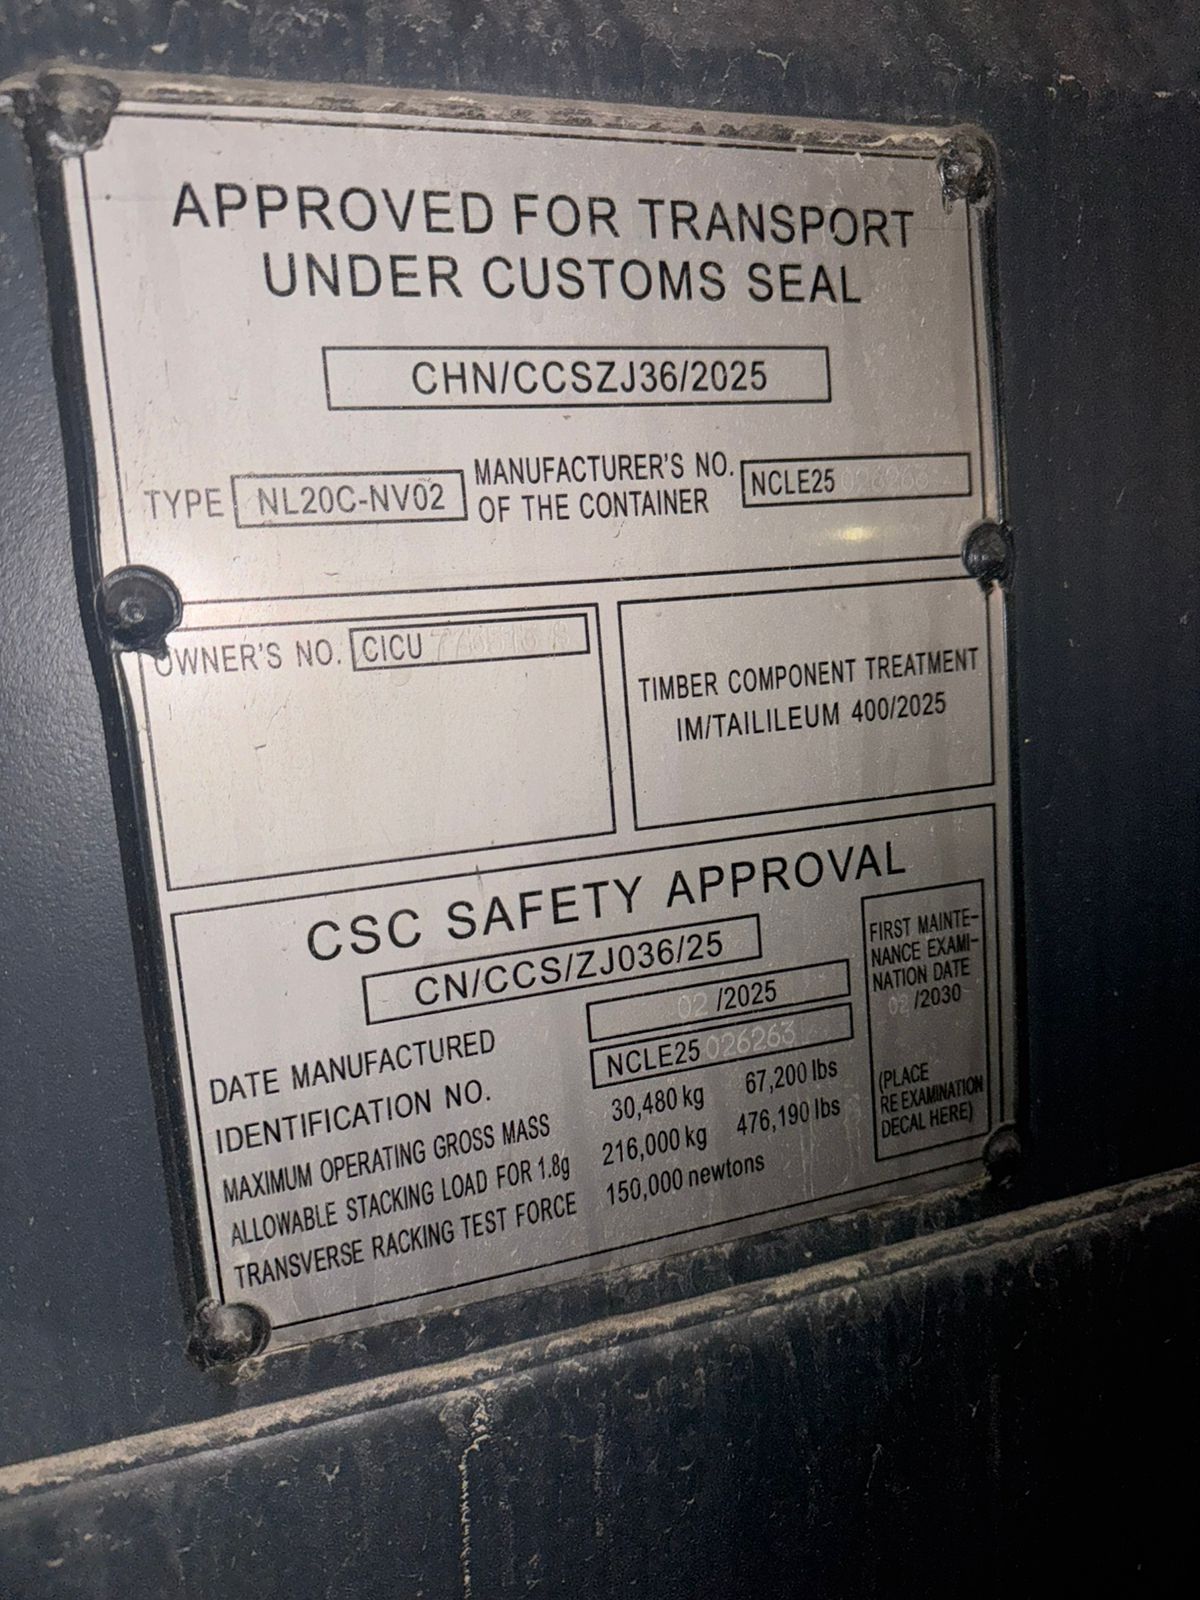 APPROVED FOR TRANSPORT
UNDER CUSTOMS SEAL
CHN/CCSZJ36/2025
TYPE NL20C-NV02 MANUFACTURER'S NO. OF THE CONTAINER NCLE25 026263
OWNER'S NO. CICU
TIMBER COMPONENT TREATMENT
IM/TAILILEUM 400/2025
CSC SAFETY APPROVAL
CN/CCS/ZJ036/25
DATE MANUFACTURED 02 /2025
IDENTIFICATION NO. NCLE25 026263
MAXIMUM OPERATING GROSS MASS 30,480 kg 67,200 lbs
ALLOWABLE STACKING LOAD FOR 1.8g 216,000 kg 476,190 lbs
TRANSVERSE RACKING TEST FORCE 150,000 newtons
FIRST MAINTE-
NANCE EXAMI-
NATION DATE
02 /2030
(PLACE
RE EXAMINATION
DECAL HERE)